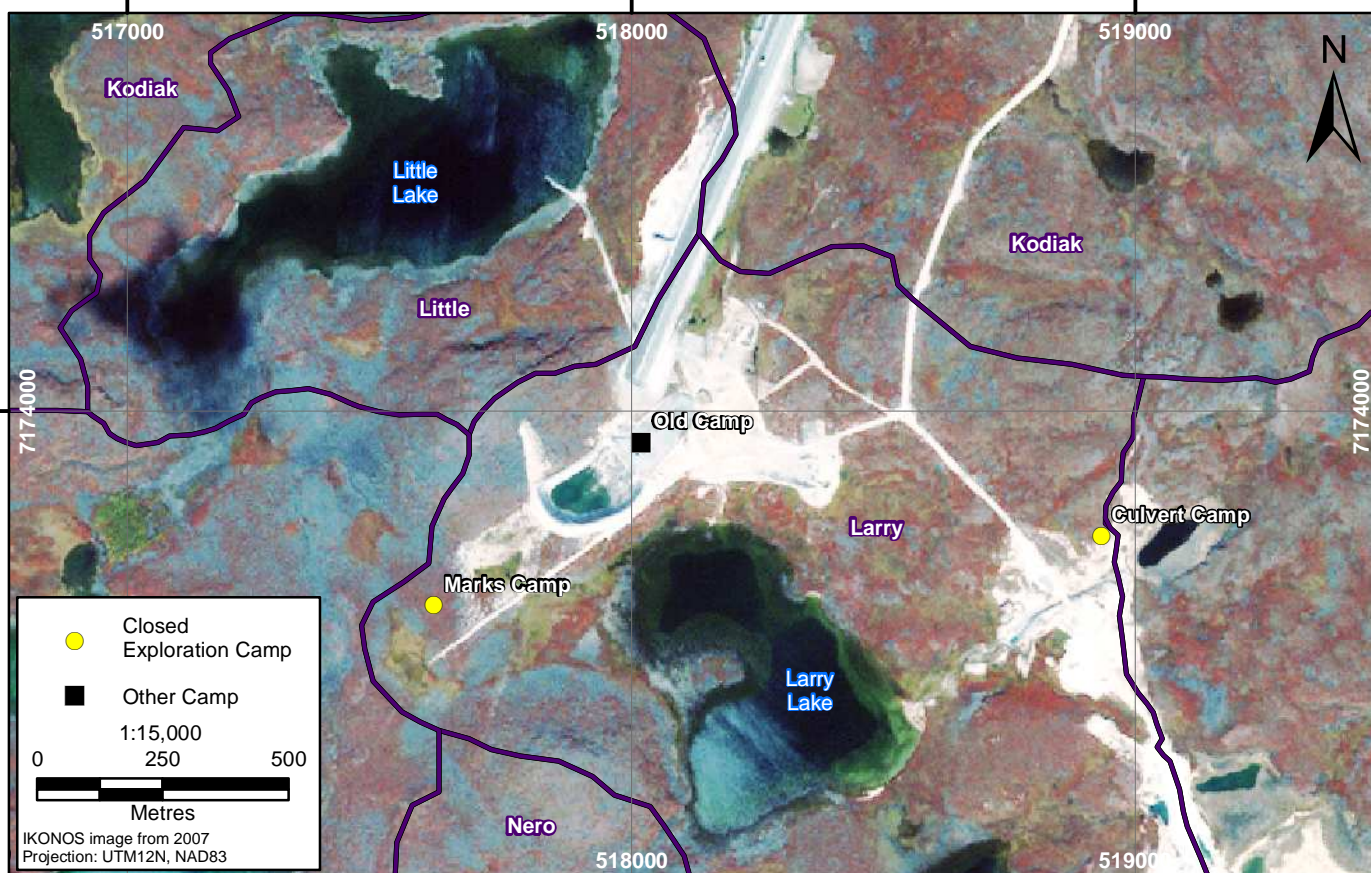 517000
518000
519000
N
Kodiak
Little
Lake
Kodiak
Little
7174000
7174000
Old Camp
Culvert Camp
Larry
Marks Camp
Closed
Exploration Camp
Other Camp
1:15,000
0 250 500
Metres
IKONOS image from 2007
Projection: UTM12N, NAD83
Larry
Lake
Nero
518000
519000